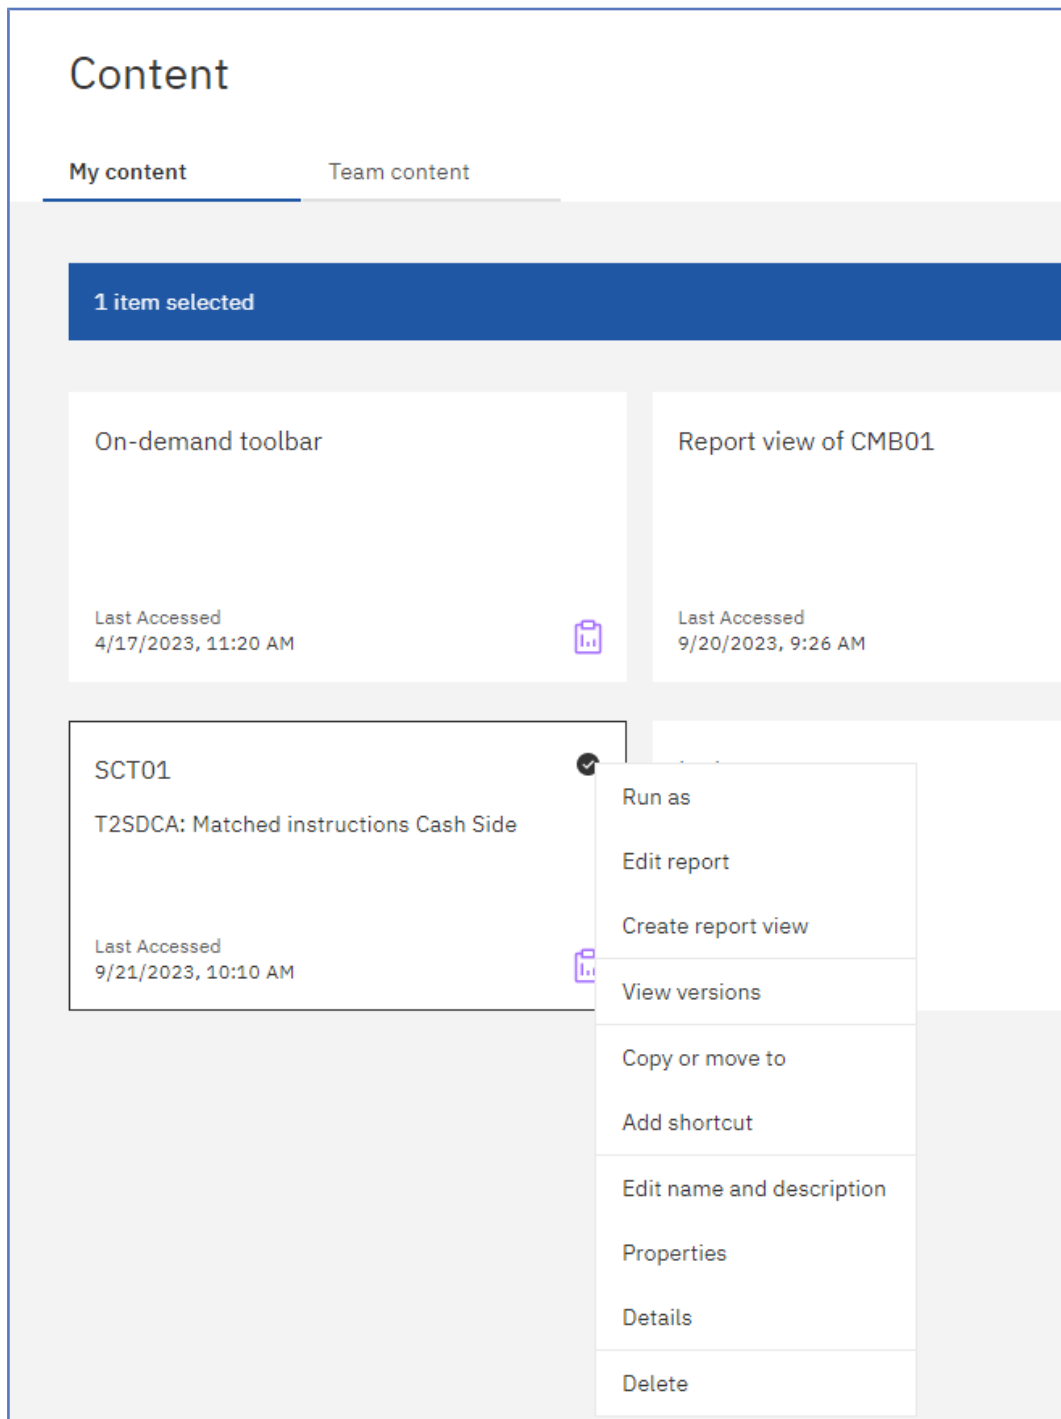 Content
My content
Team content
1 item selected
On-demand toolbar
Last Accessed
4/17/2023, 11:20 AM
Report view of CMB01
Last Accessed
9/20/2023, 9:26 AM
SCT01
T2SDCA: Matched instructions Cash Side
Last Accessed
9/21/2023, 10:10 AM
Run as
Edit report
Create report view
View versions
Copy or move to
Add shortcut
Edit name and description
Properties
Details
Delete